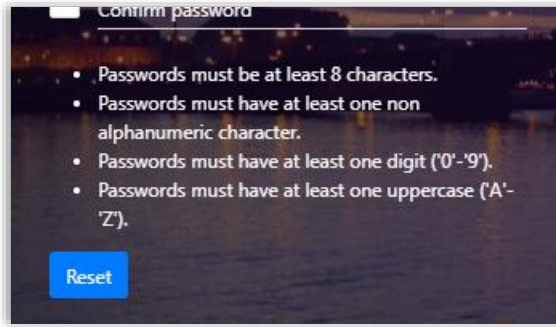 Confirm password
Passwords must be at least 8 characters.
Passwords must have at least one non
alphanumeric character.
Passwords must have at least one digit ('0'-'9').
Passwords must have at least one uppercase ('A'-
'Z').
Reset